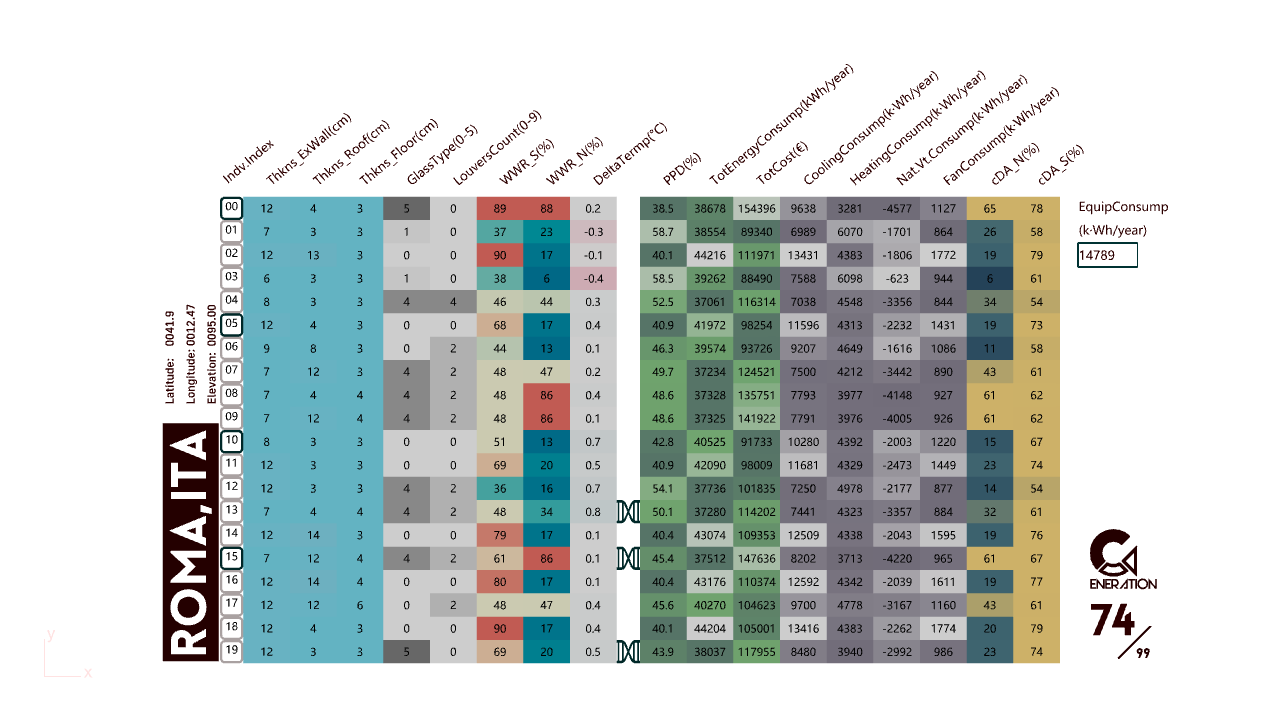 Indv.Index Thkns_ExWall(cm) Thkns_Roof(cm) Thkns_Floor(cm) GlassType(0-5) LouversCount(0-9) WWR_S(%) WWR_N(%) DeltaTermp(°C) PPD(%) TotEnergyConsump(kWh/year) TotCost(€) CoolingConsump(k·Wh/year) HeatingConsump(k·Wh/year) Nat.Vt.Consump(k·Wh/year) FanConsump(k·Wh/year) cDA_N(%) cDA_S(%)
00 12 4 3 5 0 89 88 0.2 38.5 38678 154396 9638 3281 -4577 1127 65 78
01 7 3 3 1 0 37 23 -0.3 58.7 38554 89340 6989 6070 -1701 864 26 58
02 12 13 3 0 0 90 17 -0.1 40.1 44216 111971 13431 4383 -1806 1772 19 79
03 6 3 3 1 0 38 6 -0.4 58.5 39262 88490 7588 6098 -623 944 6 61
04 8 3 3 4 4 46 44 0.3 52.5 37061 116314 7038 4548 -3356 844 34 54
05 12 4 3 0 0 68 17 0.4 40.9 41972 98254 11596 4313 -2232 1431 19 73
06 9 8 3 0 2 44 13 0.1 46.3 39574 93726 9207 4649 -1616 1086 11 58
07 7 12 3 4 2 48 47 0.2 49.7 37234 124521 7500 4212 -3442 890 43 61
08 7 4 4 4 2 48 86 0.4 48.6 37328 135751 7793 3977 -4148 927 61 62
09 7 12 4 4 2 48 86 0.1 48.6 37325 141922 7791 3976 -4005 926 61 62
10 8 3 3 0 0 51 13 0.7 42.8 40525 91733 10280 4392 -2003 1220 15 67
11 12 3 3 0 0 69 20 0.5 40.9 42090 98009 11681 4329 -2473 1449 23 74
12 12 3 3 4 2 36 16 0.7 54.1 37736 101835 7250 4978 -2177 877 14 54
13 7 4 4 4 2 48 34 0.8 50.1 37280 114202 7441 4323 -3357 884 32 61
14 12 14 3 0 0 79 17 0.1 40.4 43074 109353 12509 4338 -2043 1595 19 76
15 7 12 4 4 2 61 86 0.1 45.4 37512 147636 8202 3713 -4220 965 61 67
16 12 14 4 0 0 80 17 0.1 40.4 43176 110374 12592 4342 -2039 1611 19 77
17 12 12 6 0 2 48 47 0.4 45.6 40270 104623 9700 4778 -3167 1160 43 61
18 12 4 3 0 0 90 17 0.4 40.1 44204 105001 13416 4383 -2262 1774 20 79
19 12 3 3 5 0 69 20 0.5 43.9 38037 117955 8480 3940 -2992 986 23 74
EquipConsump
(k·Wh/year)
14789
Latitude: 0041.9
Longitude: 0012.47
Elevation: 0095.00
ROMA,ITA
ENERATION
74/99
y
x